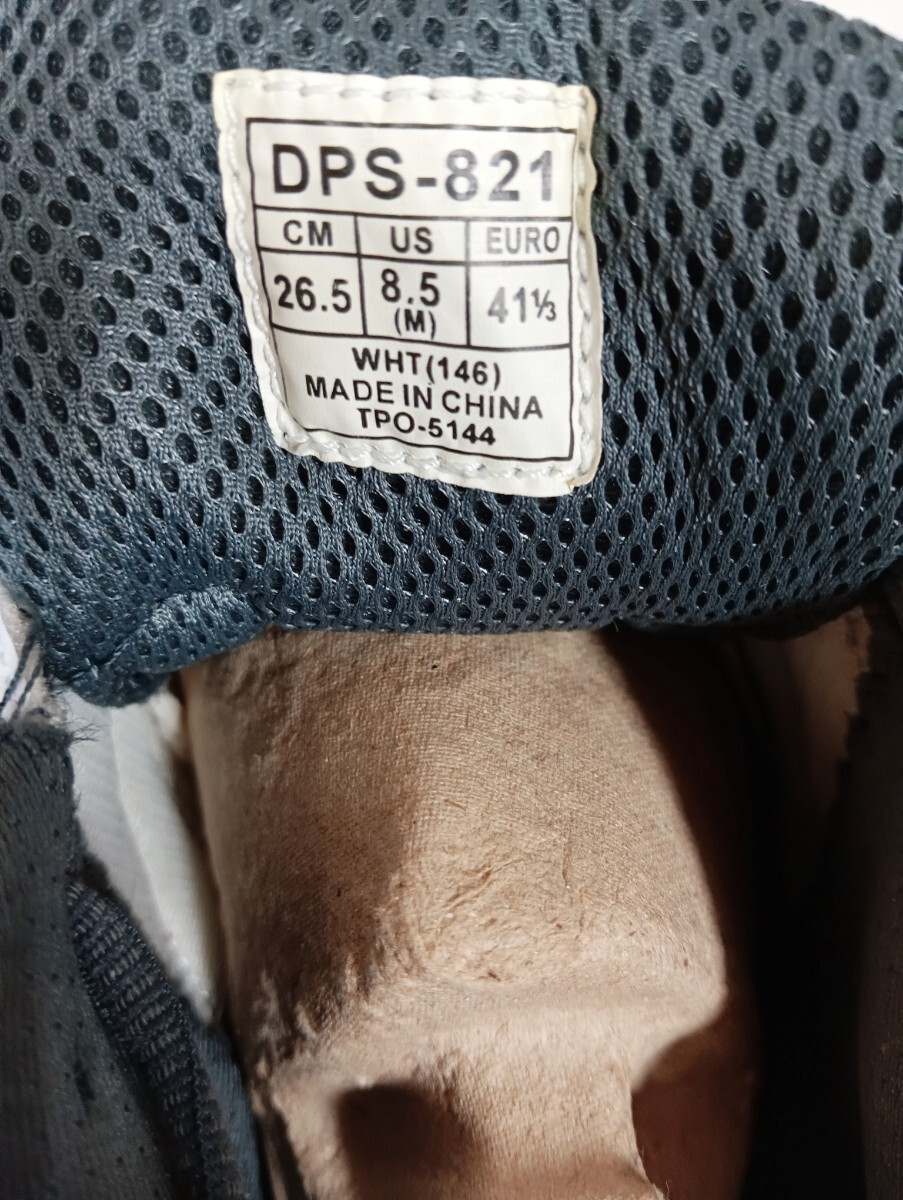 DPS-821
CM US EURO
26.5 8.5 (M) 41⅓
WHT(146)
MADE IN CHINA
TPO-5144